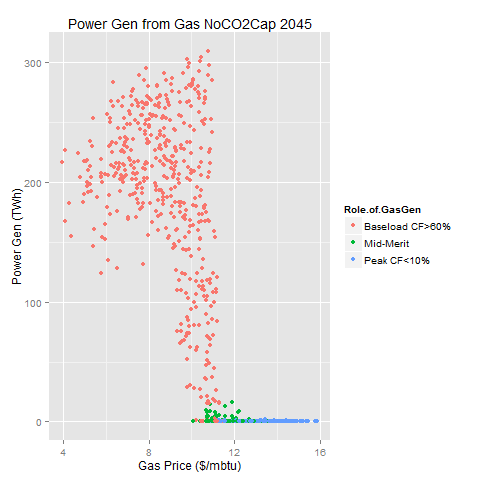 Power Gen from Gas NoCO2Cap 2045
Power Gen (TWh)
300
200
100
0
4 8 12 16
Gas Price ($/mbtu)
Role.of.GasGen
Baseload CF>60%
Mid-Merit
Peak CF<10%